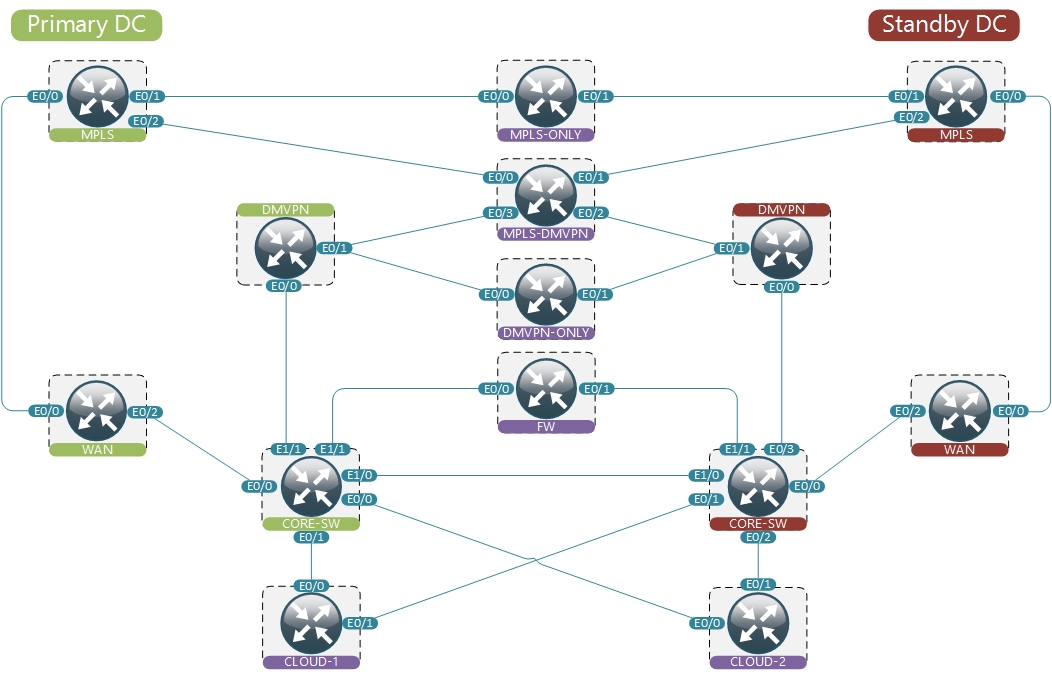 Primary DC
Standby DC
E0/0 E0/1 E0/0 E0/1 E0/1 E0/0
E0/2 E0/2
MPLS MPLS-ONLY MPLS
E0/0 E0/1
DMVPN E0/3 E0/2 DMVPN
MPLS-DMVPN
E0/1 E0/1
E0/0 E0/0
E0/0 E0/1
DMVPN-ONLY
E0/0 E0/1
E0/0 E0/2 E0/2 E0/0
FW
WAN E1/1 E1/1 E1/1 E0/3 WAN
E1/0 E1/0
E0/0 E0/0
E0/0 E0/1
CORE-SW CORE-SW
E0/1 E0/2
E0/0 E0/1
E0/1 E0/0
CLOUD-1 CLOUD-2